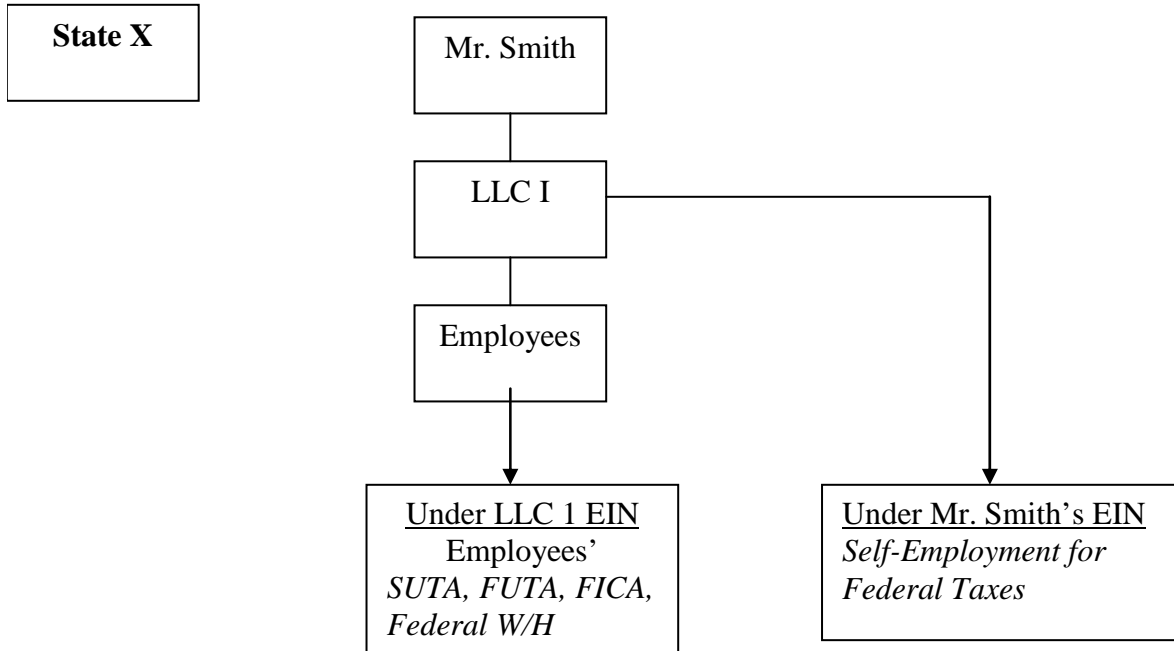 State X
Mr. Smith
LLC I
Employees
Under LLC 1 EIN
Employees’
SUTA, FUTA, FICA,
Federal W/H
Under Mr. Smith’s EIN
Self-Employment for
Federal Taxes